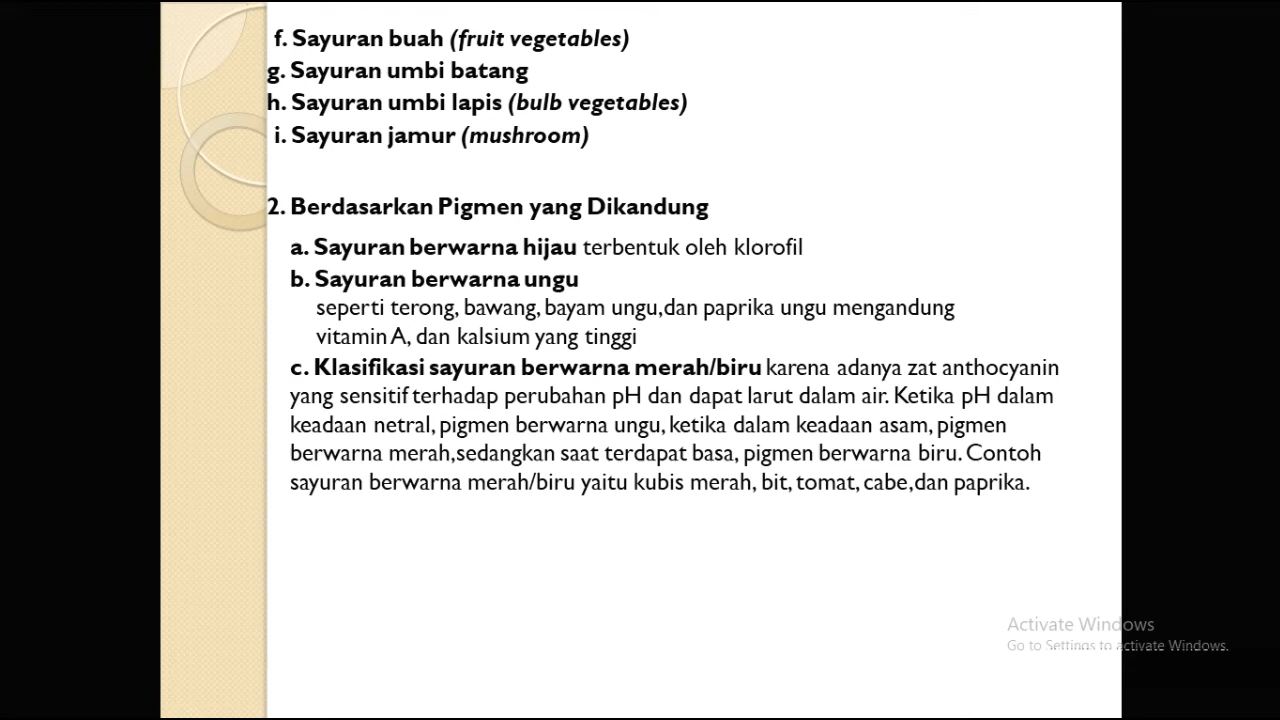 f. Sayuran buah (fruit vegetables)
g. Sayuran umbi batang
h. Sayuran umbi lapis (bulb vegetables)
i. Sayuran jamur (mushroom)
2. Berdasarkan Pigmen yang Dikandung
a. Sayuran berwarna hijau terbentuk oleh klorofil
b. Sayuran berwarna ungu
seperti terong, bawang, bayam ungu,dan paprika ungu mengandung
vitamin A, dan kalsium yang tinggi
c. Klasifikasi sayuran berwarna merah/biru karena adanya zat anthocyanin
yang sensitif terhadap perubahan pH dan dapat larut dalam air. Ketika pH dalam
keadaan netral, pigmen berwarna ungu, ketika dalam keadaan asam, pigmen
berwarna merah,sedangkan saat terdapat basa, pigmen berwarna biru. Contoh
sayuran berwarna merah/biru yaitu kubis merah, bit, tomat, cabe,dan paprika.
Activate Windows
Go to Settings to activate Windows.